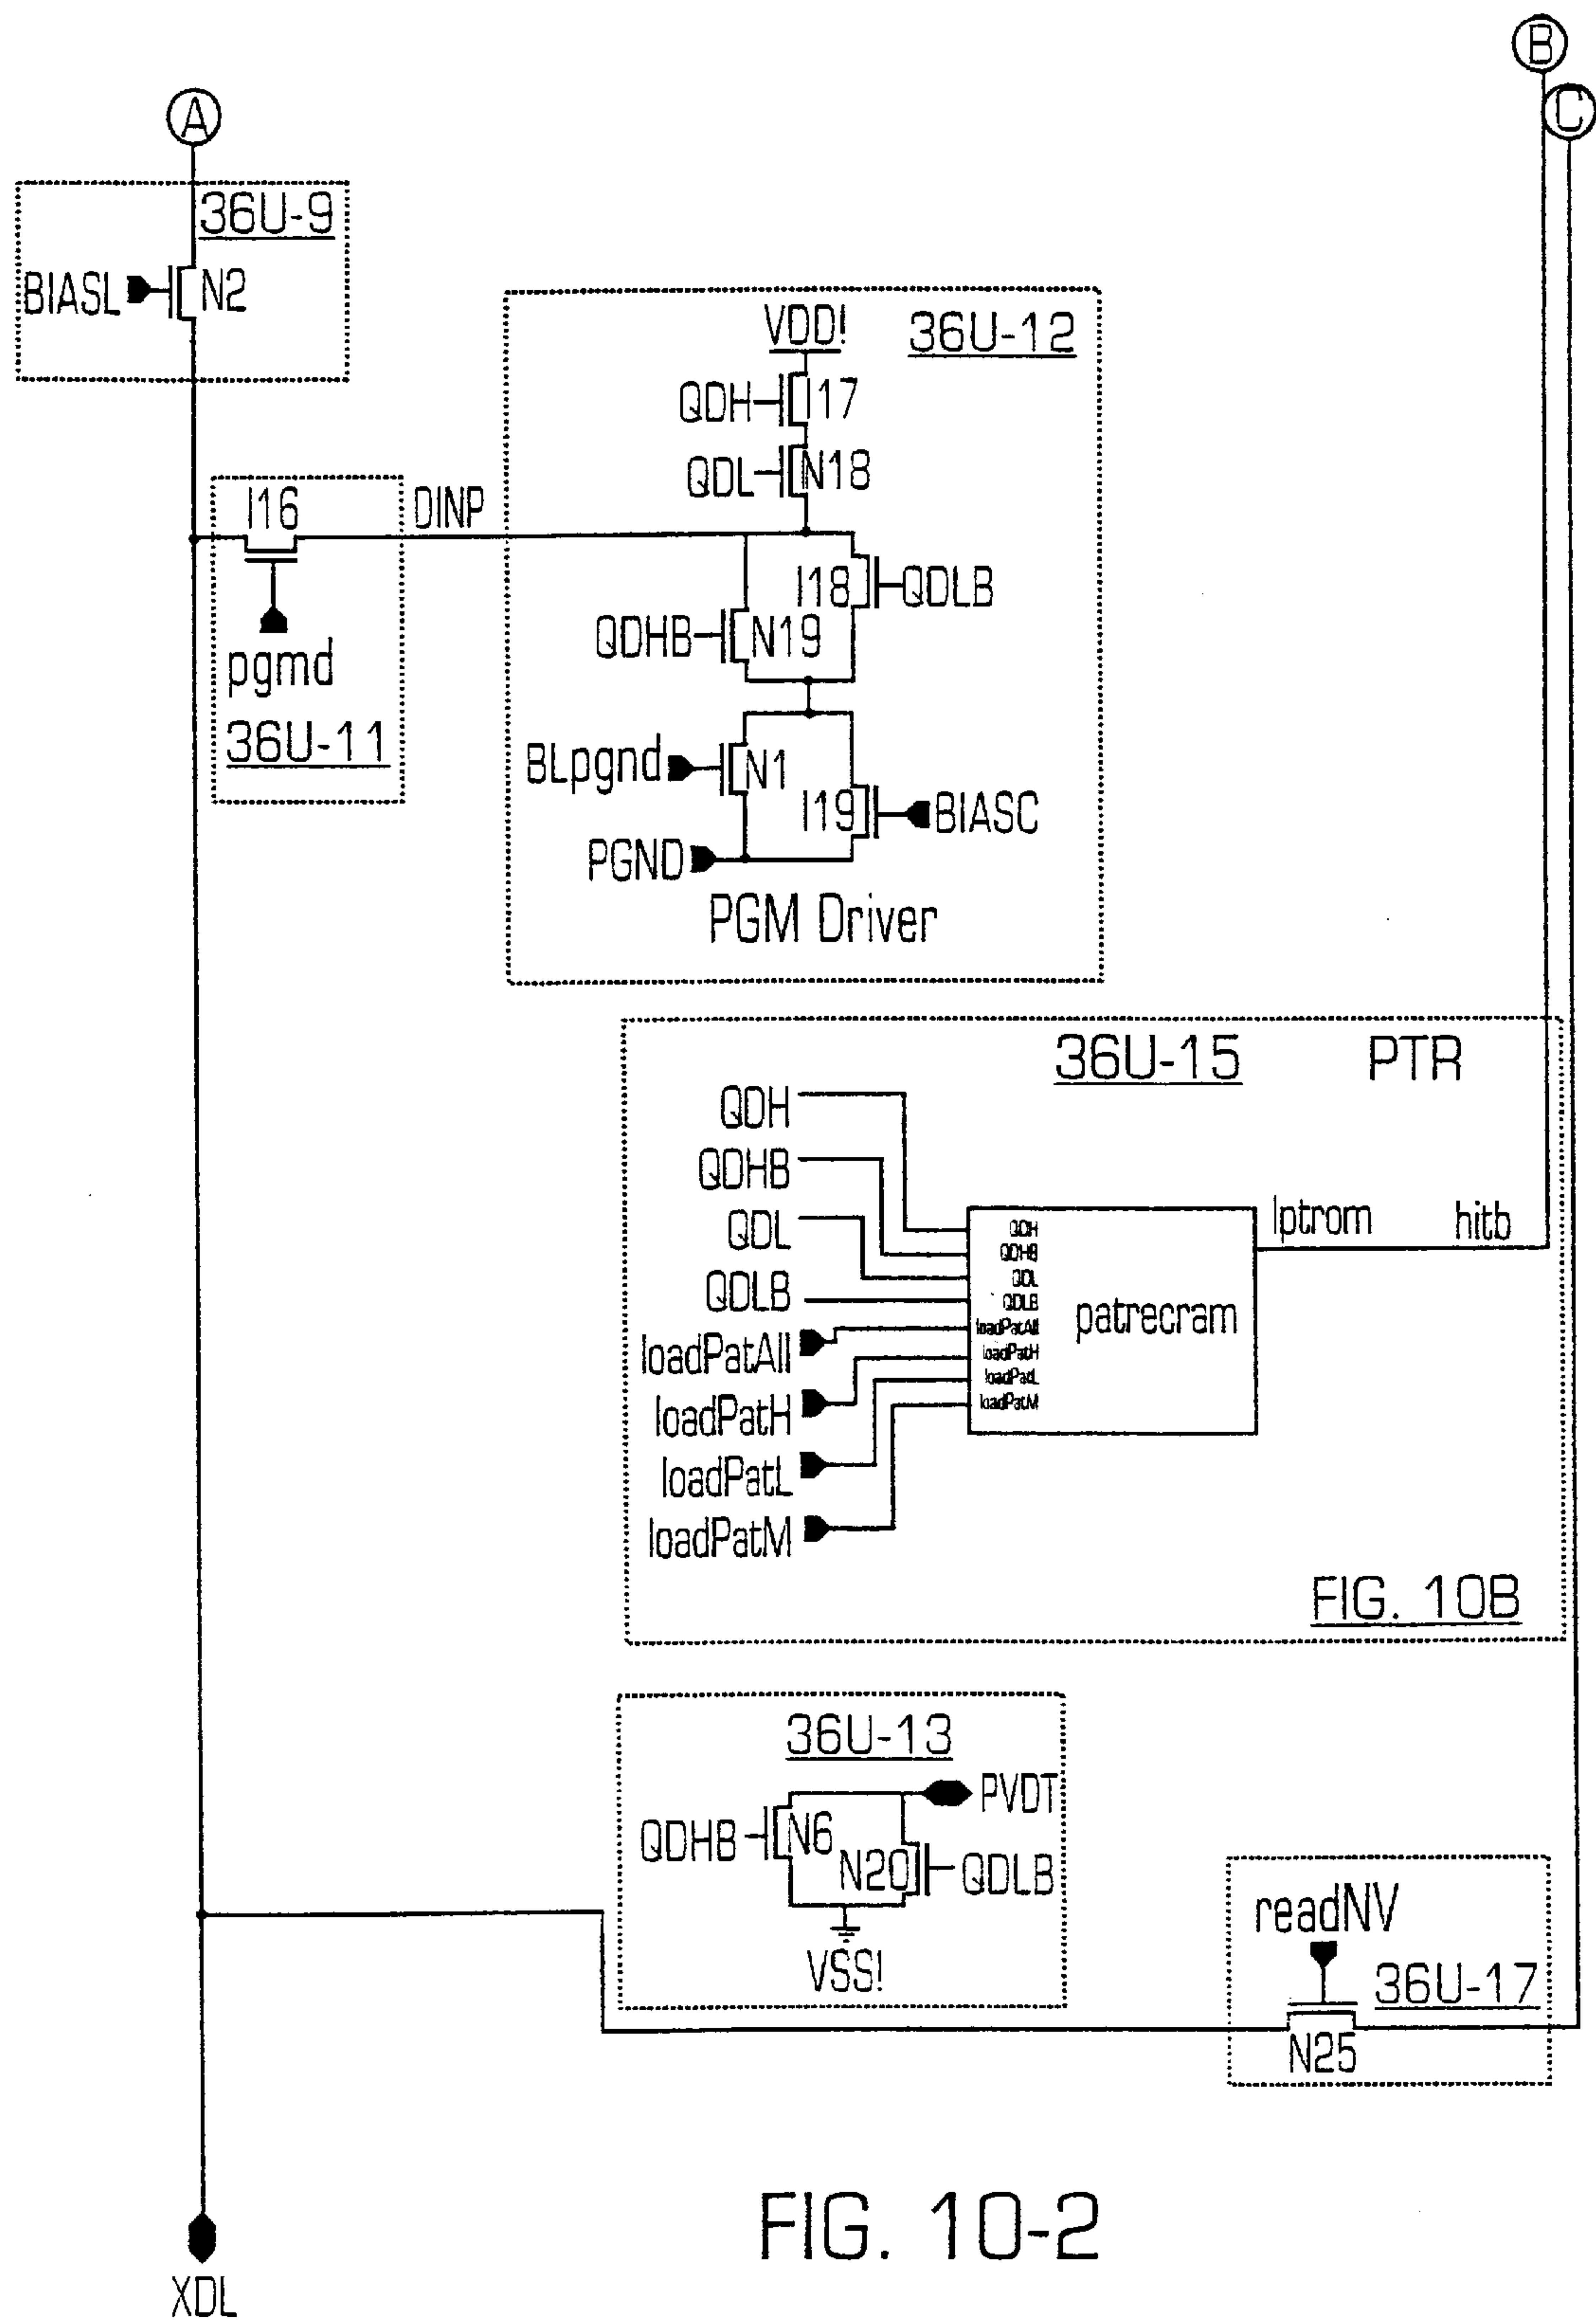 B
A
C
36U-9
BIASL
N2
VDD!
36U-12
QDH
I17
QDL
N18
I16
DINP
I18
QDLB
QDHB
N19
pgmd
36U-11
BLpgnd
N1
I19
BIASC
PGND
PGM Driver
36U-15
PTR
QDH
QDHB
QDL
QDLB
loadPatAll
loadPatH
loadPatL
loadPatM
QDH
QDHB
QDL
QDLB
loadPatAll
loadPatH
loadPatL
loadPatM
patrecram
Iptrom
hitb
FIG. 10B
36U-13
PVDT
QDHB
N6
N20
QDLB
VSS!
readNV
36U-17
N25
FIG. 10-2
XDL